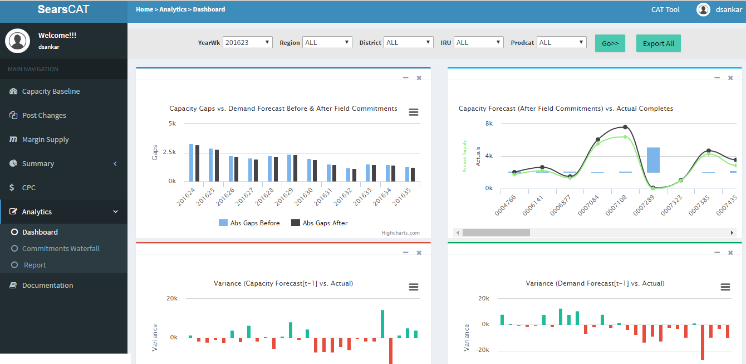 SearsCAT
Home > Analytics > Dashboard
CAT Tool
dsankar
Welcome!!!
dsankar
MAIN NAVIGATION
Capacity Baseline
Post Changes
Margin Supply
Summary
CPC
Analytics
Dashboard
Commitments Waterfall
Report
Documentation
YearWk 201623 Region ALL District ALL IRU ALL Prodcat ALL Go>> Export All
Capacity Gaps vs. Demand Forecast Before & After Field Commitments
5k
2.5k
0k
Gaps
201624 201625 201626 201627 201628 201629 201630 201631 201632 201633 201634 201635
Abs Gaps Before Abs Gaps After
Highcharts.com
Capacity Forecast (After Field Commitments) vs. Actual Completes
8k
4k
0k
Actuals
0004766 0006141 0006877 0007084 0007108 0007289 0007323 0007385 0007435
Variance (Capacity Forecast[t-1] vs. Actual)
20k
0k
Variance
Variance (Demand Forecast[t-1] vs. Actual)
20k
0k
-20k
Variance